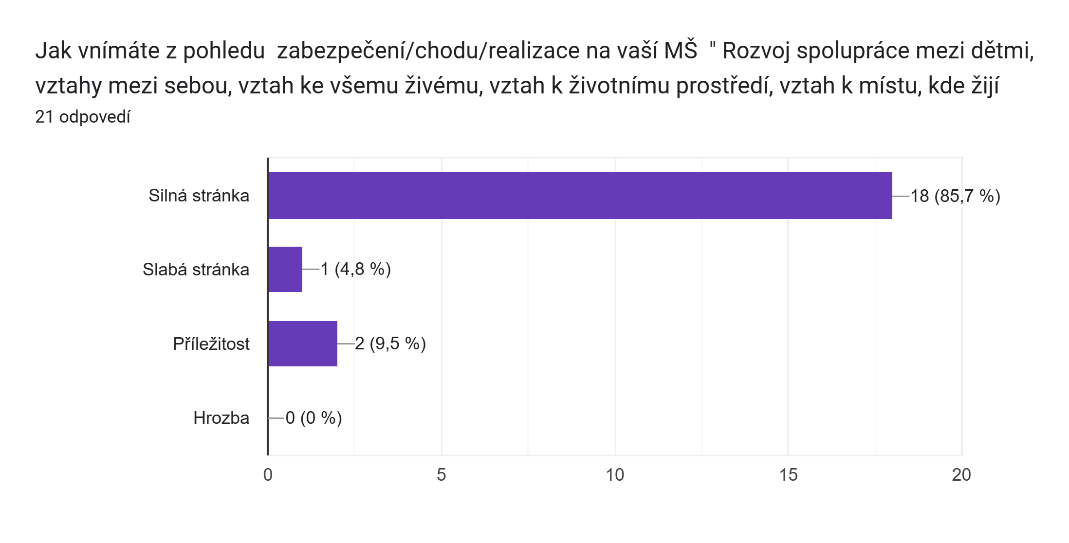 Jak vnímáte z pohledu  zabezpečení/chodu/realizace na vaší MŠ  " Rozvoj spolupráce mezi dětmi,
vztahy mezi sebou, vztah ke všemu živému, vztah k životnímu prostředí, vztah k místu, kde žijí
21 odpovedí
Silná stránka
18 (85,7 %)
Slabá stránka
1 (4,8 %)
Příležitost
2 (9,5 %)
Hrozba
0 (0 %)
0
5
10
15
20